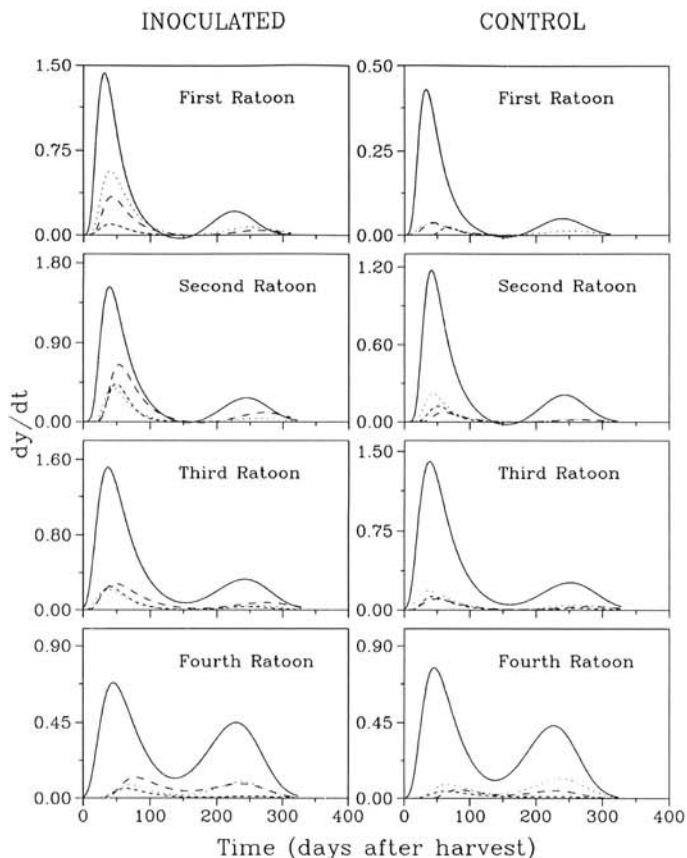 INOCULATED
CONTROL
1.50
0.75
0.00
First Ratoon
0.50
0.25
0.00
First Ratoon
1.80
0.90
0.00
Second Ratoon
1.20
0.60
0.00
Second Ratoon
1.60
0.80
0.00
Third Ratoon
1.50
0.75
0.00
Third Ratoon
0.90
0.45
0.00
Fourth Ratoon
0.90
0.45
0.00
Fourth Ratoon
dy/dt
0 100 200 300 400
0 100 200 300 400
Time (days after harvest)